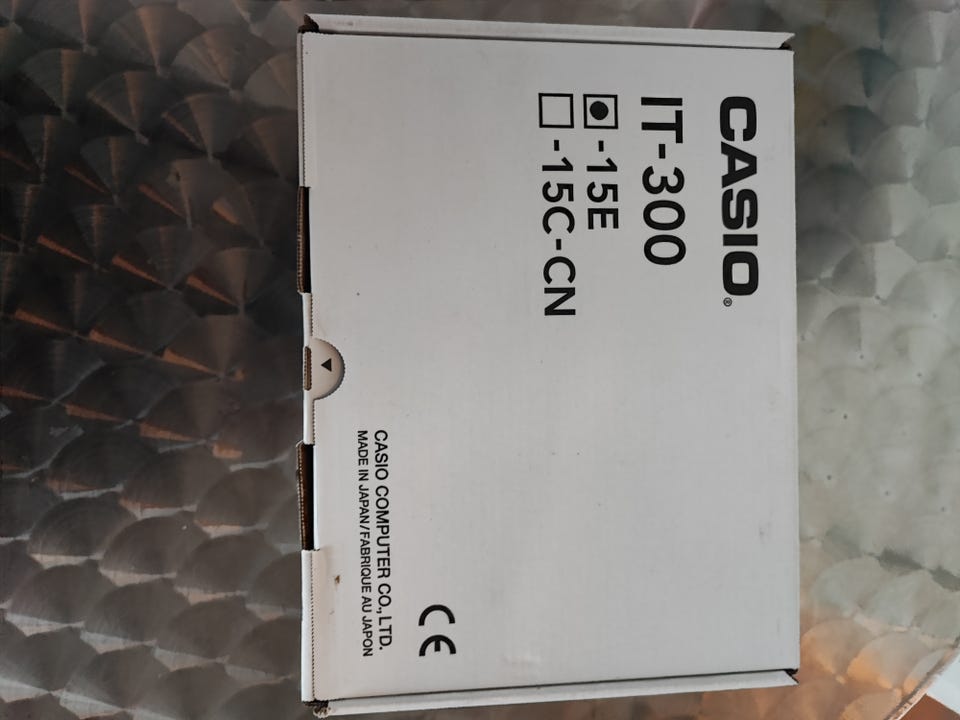 CASIO®
IT-300
-15E
-15C-CN
CASIO COMPUTER CO., LTD.
MADE IN JAPAN/FABRIQUE AU JAPON
CE